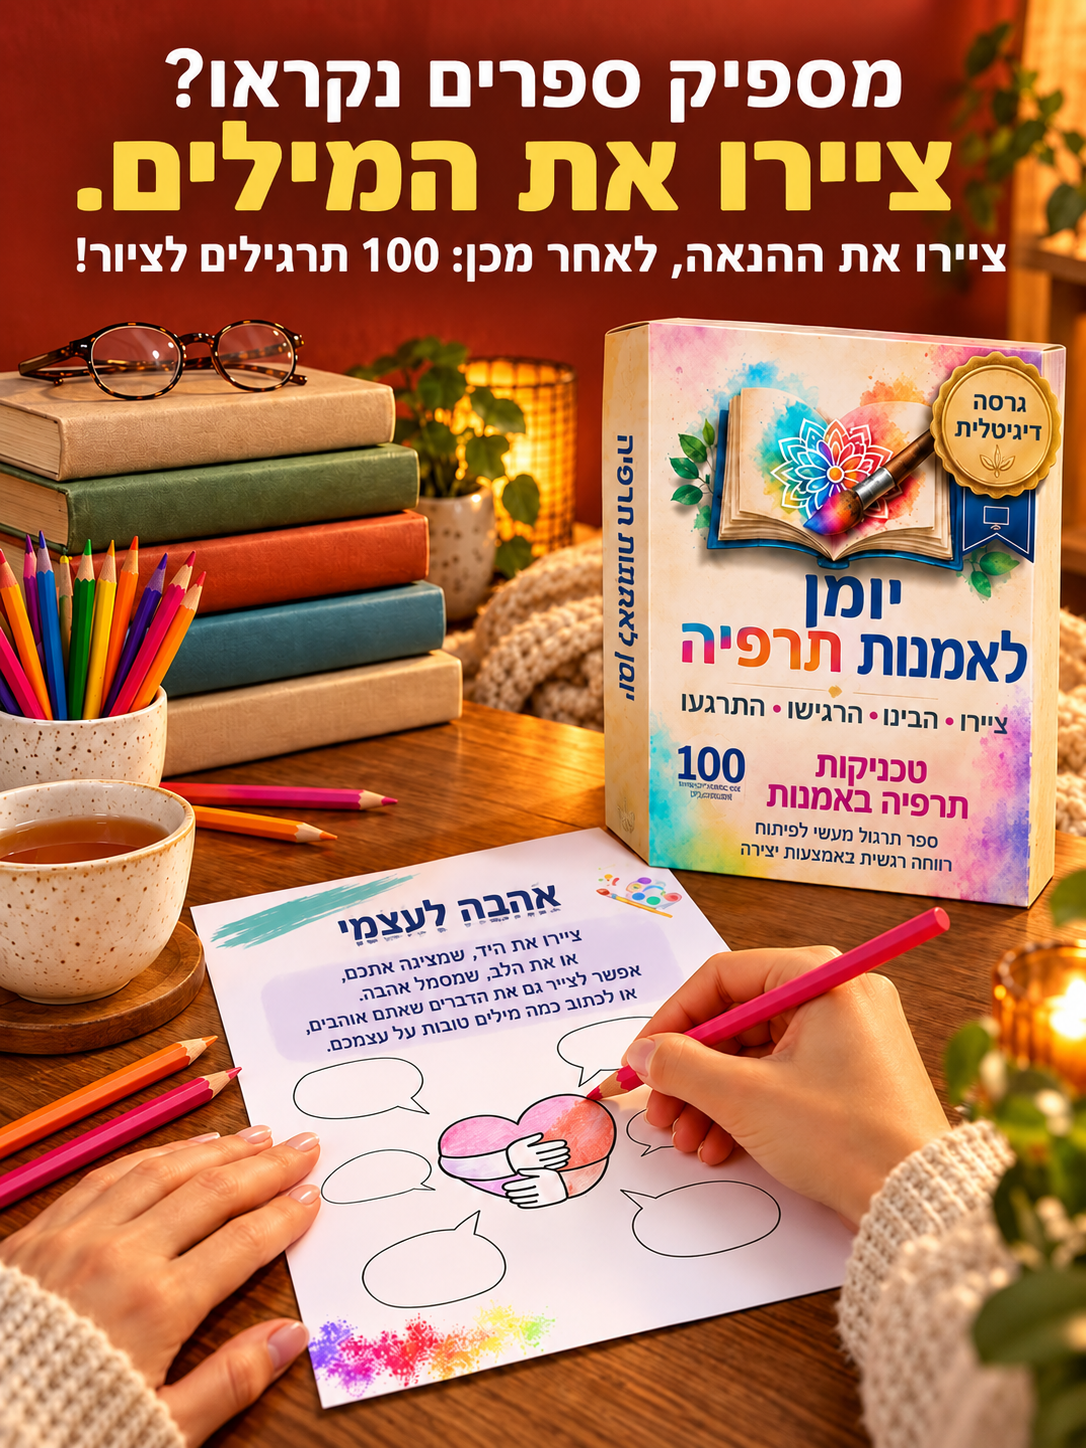 מספיק ספרים נקראו?
ציירו את המילים.
ציירו את ההנאה, לאחר מכן: 100 תרגילים לציור!
גרסה
דיגיטלית
יומן לאמנות תרפיה
יומן
לאמנות תרפיה
ציירו • הבינו • הרגישו • התרגעו
100
טכניקות
תרפיה באמנות
ספר תרגול מעשי לפיתוח
רווחה רגשית באמצעות יצירה
אהבה לעצמי
ציירו את היד, שמציגה אתכם,
או את הלב, שמסמל אהבה.
אפשר לצייר גם את הדברים שאתם אוהבים,
או לכתוב כמה מילים טובות על עצמכם.